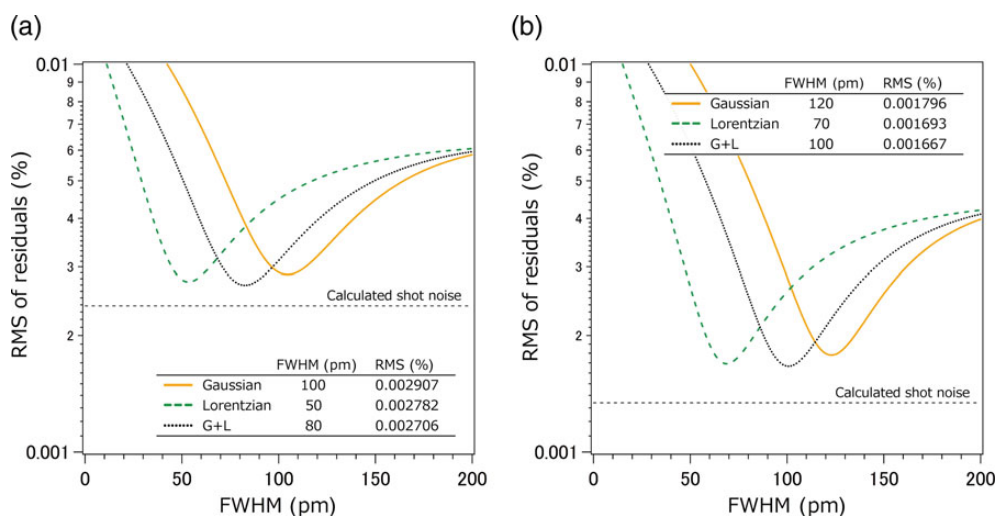 (a)
RMS of residuals (%)
0.01
9
8
7
6
5
4
3
2
0.001
Calculated shot noise
FWHM (pm) RMS (%)
Gaussian 100 0.002907
Lorentzian 50 0.002782
G+L 80 0.002706
0 50 100 150 200
FWHM (pm)
(b)
RMS of residuals (%)
0.01
9
8
7
6
5
4
3
2
0.001
FWHM (pm) RMS (%)
Gaussian 120 0.001796
Lorentzian 70 0.001693
G+L 100 0.001667
Calculated shot noise
0 50 100 150 200
FWHM (pm)